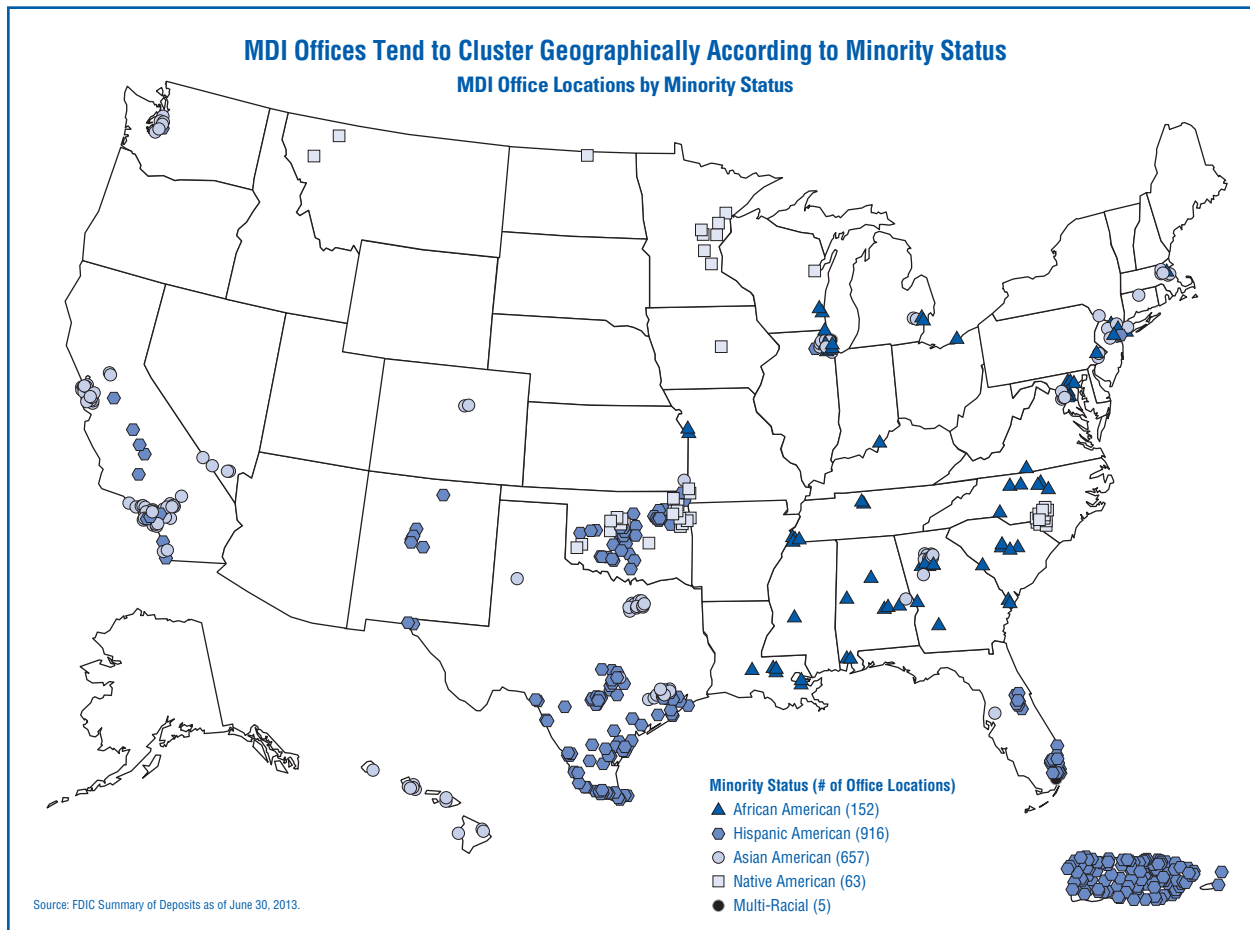 MDI Offices Tend to Cluster Geographically According to Minority Status
MDI Office Locations by Minority Status
Minority Status (# of Office Locations)
African American (152)
Hispanic American (916)
Asian American (657)
Native American (63)
Multi-Racial (5)
Source: FDIC Summary of Deposits as of June 30, 2013.